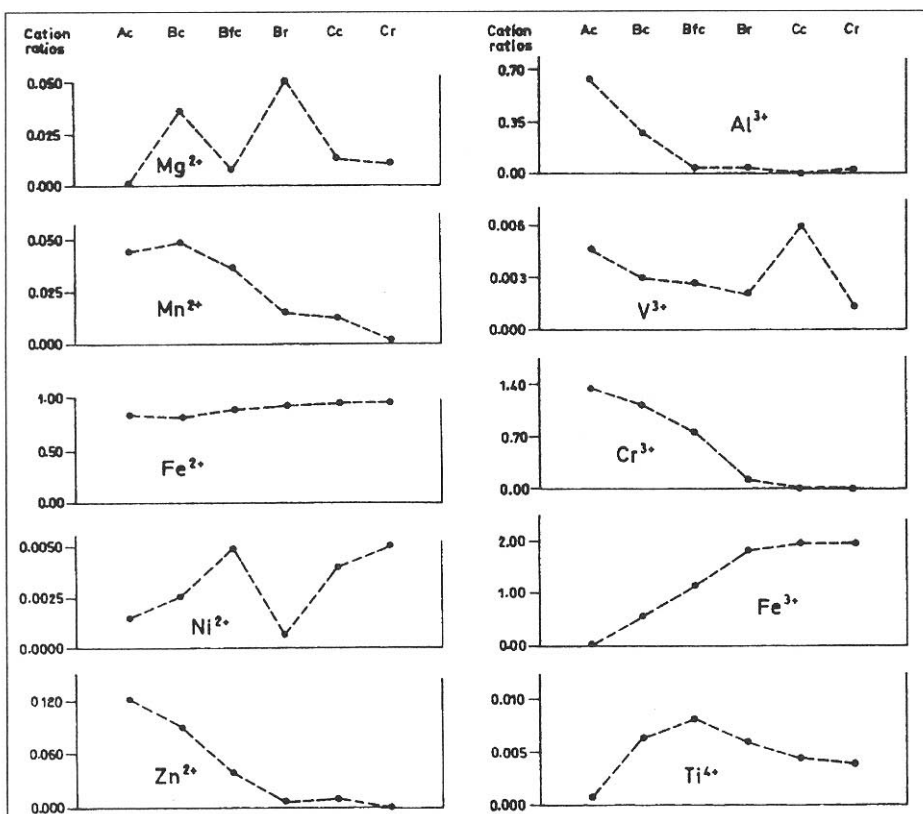 Cation ratios Ac Bc Bfc Br Cc Cr
0.050
0.025
0.000
Mg²⁺
0.050
0.025
0.000
Mn²⁺
1.00
0.50
0.00
Fe²⁺
0.0050
0.0025
0.0000
Ni²⁺
0.120
0.060
0.000
Zn²⁺
Cation ratios Ac Bc Bfc Br Cc Cr
0.70
0.35
0.00
Al³⁺
0.006
0.003
0.000
V³⁺
1.40
0.70
0.00
Cr³⁺
2.00
1.00
0.00
Fe³⁺
0.010
0.005
0.000
Ti⁴⁺